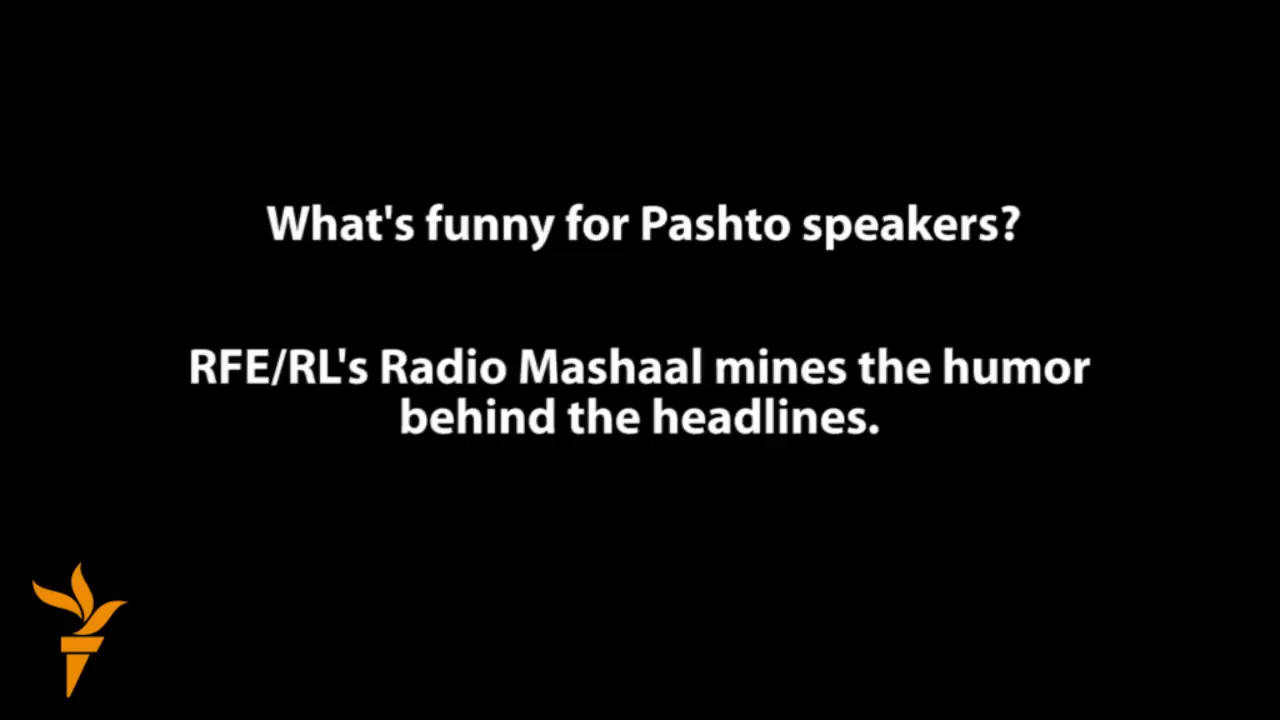 What's funny for Pashto speakers?
RFE/RL's Radio Mashaal mines the humor
behind the headlines.